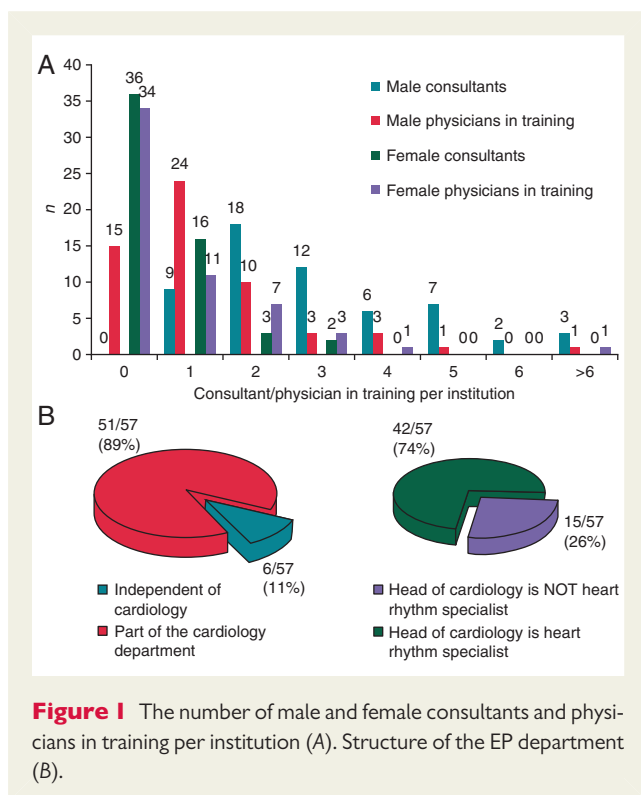 A
40
35
30
25
20
15
10
5
0
n
0 15 36 34
9 24 16 11
18 10 3 7
12 3 2 3
6 3 0 1
7 1 0 0
2 0 0 0
3 1 0 1
0 1 2 3 4 5 6 >6
Consultant/physician in training per institution
Male consultants
Male physicians in training
Female consultants
Female physicians in training
B
51/57
(89%)
6/57
(11%)
Independent of
cardiology
Part of the cardiology
department
42/57
(74%)
15/57
(26%)
Head of cardiology is NOT heart
rhythm specialist
Head of cardiology is heart
rhythm specialist
Figure 1 The number of male and female consultants and physi-
cians in training per institution (A). Structure of the EP department
(B).